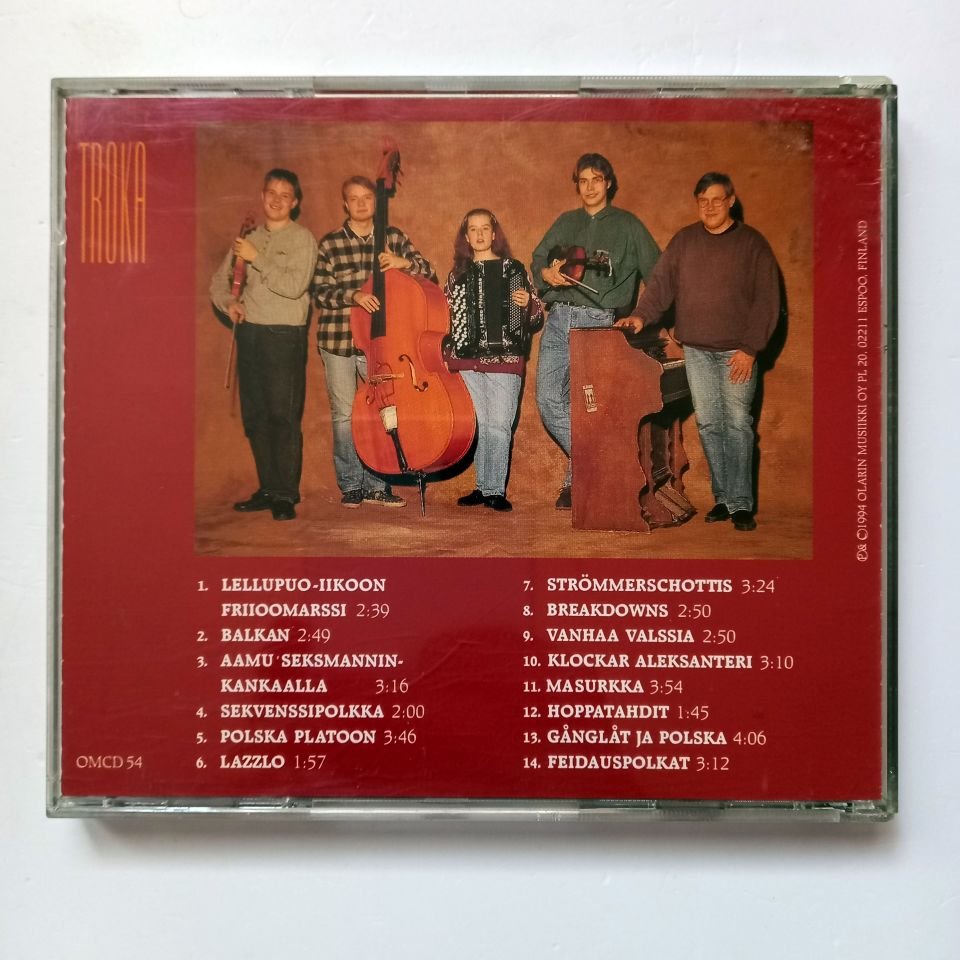 TROKA
1. LELLUPUO-IIKOON
FRIIOOMARSSI 2:39
2. BALKAN 2:49
3. AAMU SEKSMANNIN-
KANKAALLA 3:16
4. SEKVENSSIPOLKKA 2:00
5. POLSKA PLATOON 3:46
6. LAZZLO 1:57
7. STRÖMMERSCHOTTIS 3:24
8. BREAKDOWNS 2:50
9. VANHAA VALSSIA 2:50
10. KLOCKAR ALEKSANTERI 3:10
11. MASURKKA 3:54
12. HOPPATAHDIT 1:45
13. GÅNGLÅT JA POLSKA 4:06
14. FEIDAUSPOLKAT 3:12
OMCD 54
℗& ©1994 OLARIN MUSIIKKI OY PL 20, 02211 ESPOO, FINLAND